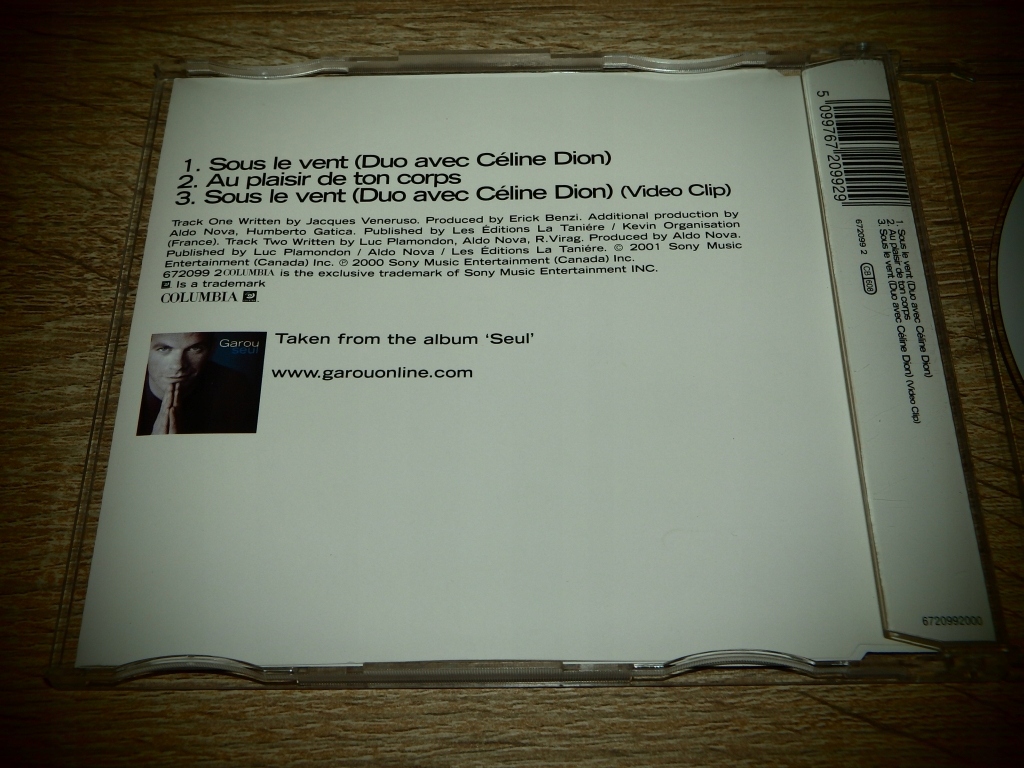 1. Sous le vent (Duo avec Céline Dion)
2. Au plaisir de ton corps
3. Sous le vent (Duo avec Céline Dion) (Video Clip)
Track One Written by Jacques Veneruso. Produced by Erick Benzi. Additional production by
Aldo Nova, Humberto Gatica. Published by Les Éditions La Taniére / Kevin Organisation
(France). Track Two Written by Luc Plamondon, Aldo Nova, R.Virag. Produced by Aldo Nova.
Published by Luc Plamondon / Aldo Nova / Les Éditions La Taniére. © 2001 Sony Music
Entertainment (Canada) Inc. ℗ 2000 Sony Music Entertainment (Canada) Inc.
672099 2 COLUMBIA is the exclusive trademark of Sony Music Entertainment INC.
Is a trademark
COLUMBIA
Garou
seul
Taken from the album ‘Seul’
www.garouonline.com
5 099767 209929
1. Sous le vent (Duo avec Céline Dion)
2. Au plaisir de ton corps
3. Sous le vent (Duo avec Céline Dion) (Video Clip)
672099 2
CB 608
6720992000